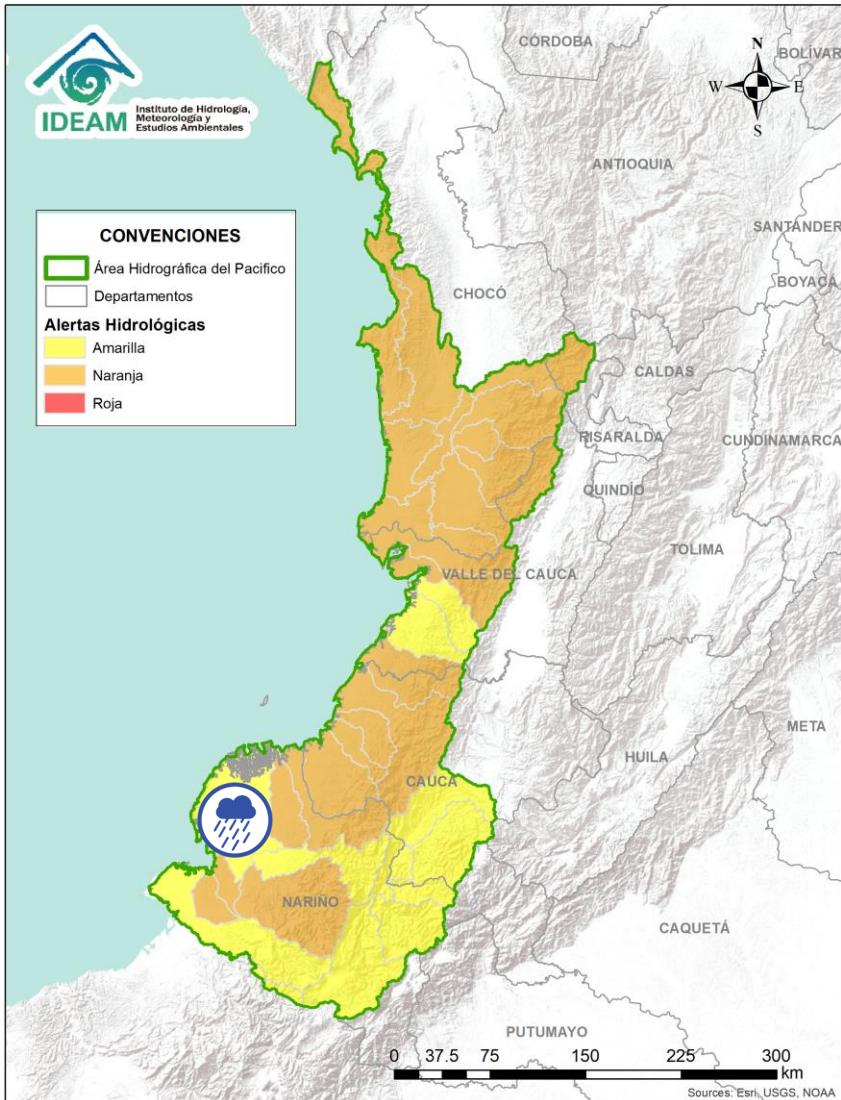 IDEAM
Instituto de Hidrología,
Meteorología y
Estudios Ambientales
CÓRDOBA
BOLÍVAR
N
W
E
S
ANTIOQUIA
SANTANDER
BOYACÁ
CONVENCIONES
Área Hidrográfica del Pacifico
Departamentos
Alertas Hidrológicas
Amarilla
Naranja
Roja
CHOCÓ
CALDAS
RISARALDA
CUNDINAMARCA
QUINDÍO
TOLIMA
VALLE DEL CAUCA
META
HUILA
CAUCA
NARIÑO
CAQUETÁ
PUTUMAYO
0 37.5 75 150 225 300
km
Sources: Esri, USGS, NOAA